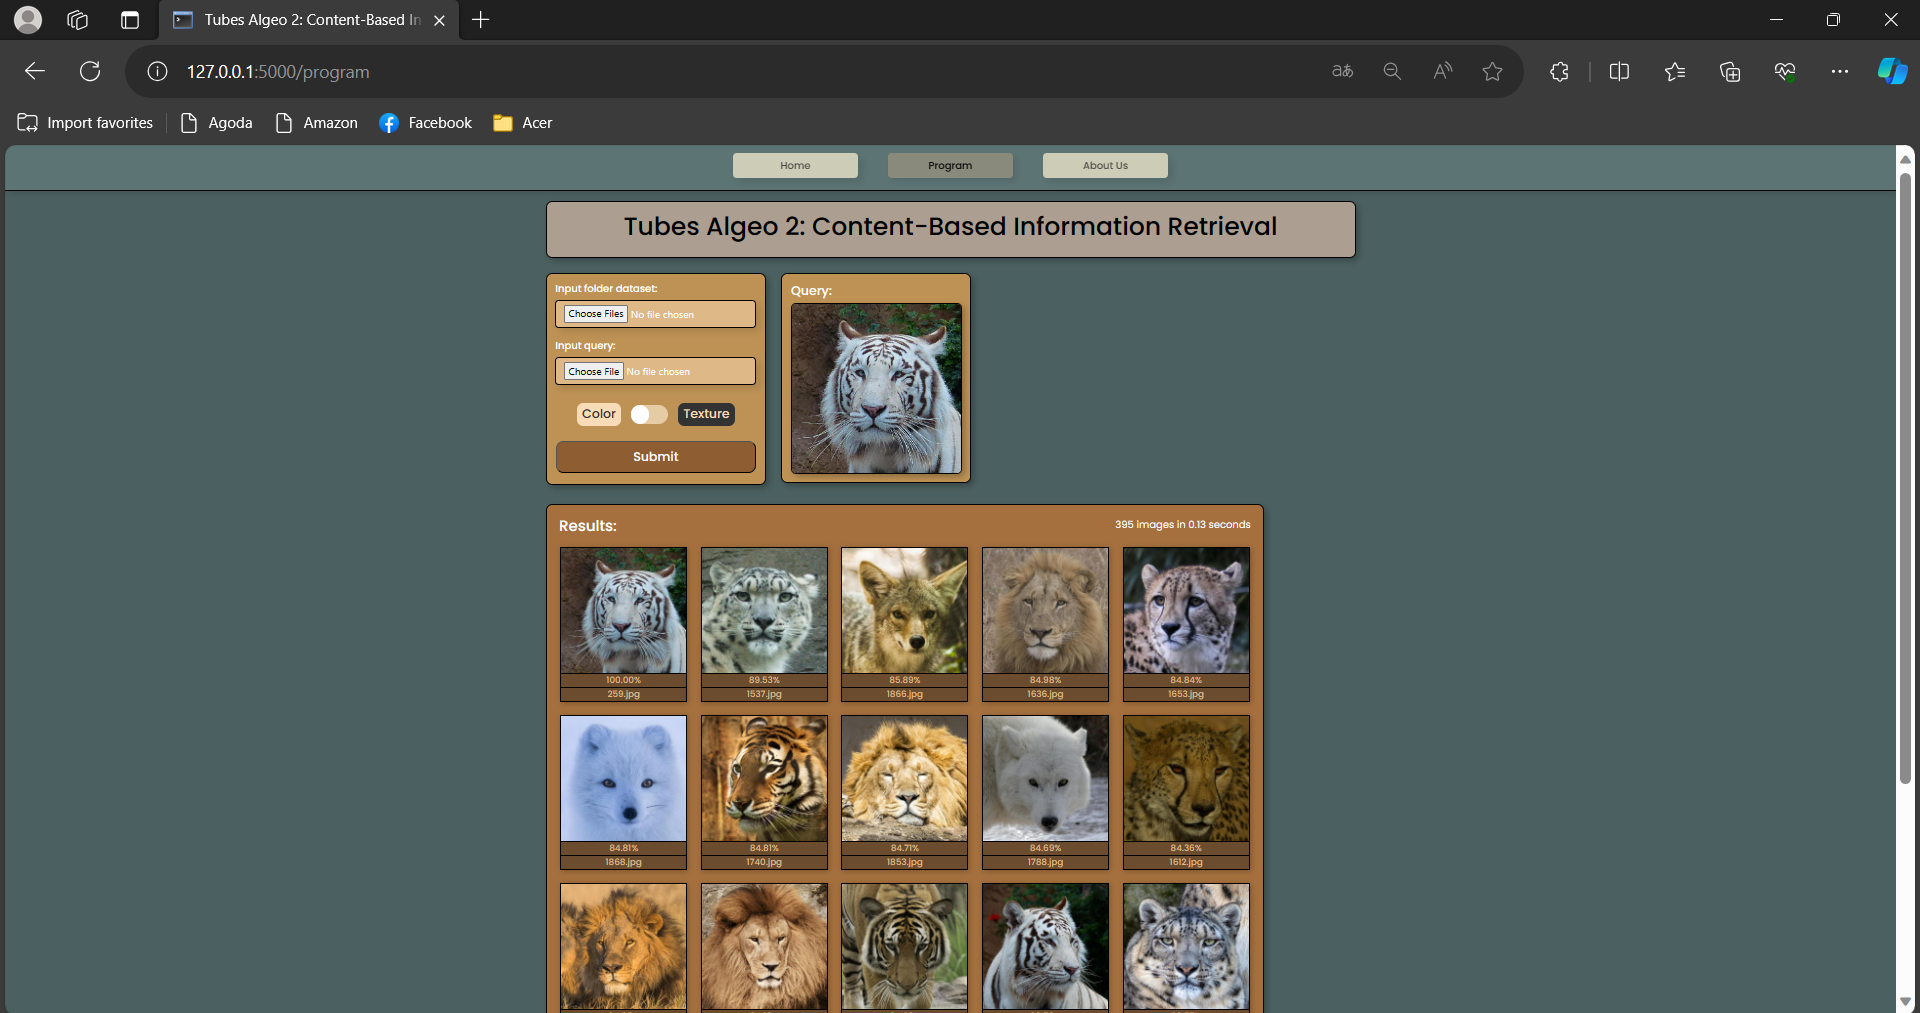 Tubes Algeo 2: Content-Based In
127.0.0.1:5000/program
Import favorites
Agoda
Amazon
Facebook
Acer
Home
Program
About Us
Tubes Algeo 2: Content-Based Information Retrieval
Input folder dataset:
Choose Files No file chosen
Input query:
Choose File No file chosen
Color
Texture
Submit
Query:
Results:
395 images in 0.13 seconds
100.00%
259.jpg
89.53%
1537.jpg
85.89%
1866.jpg
84.98%
1636.jpg
84.84%
1653.jpg
84.81%
1868.jpg
84.81%
1740.jpg
84.71%
1853.jpg
84.69%
1788.jpg
84.36%
1612.jpg